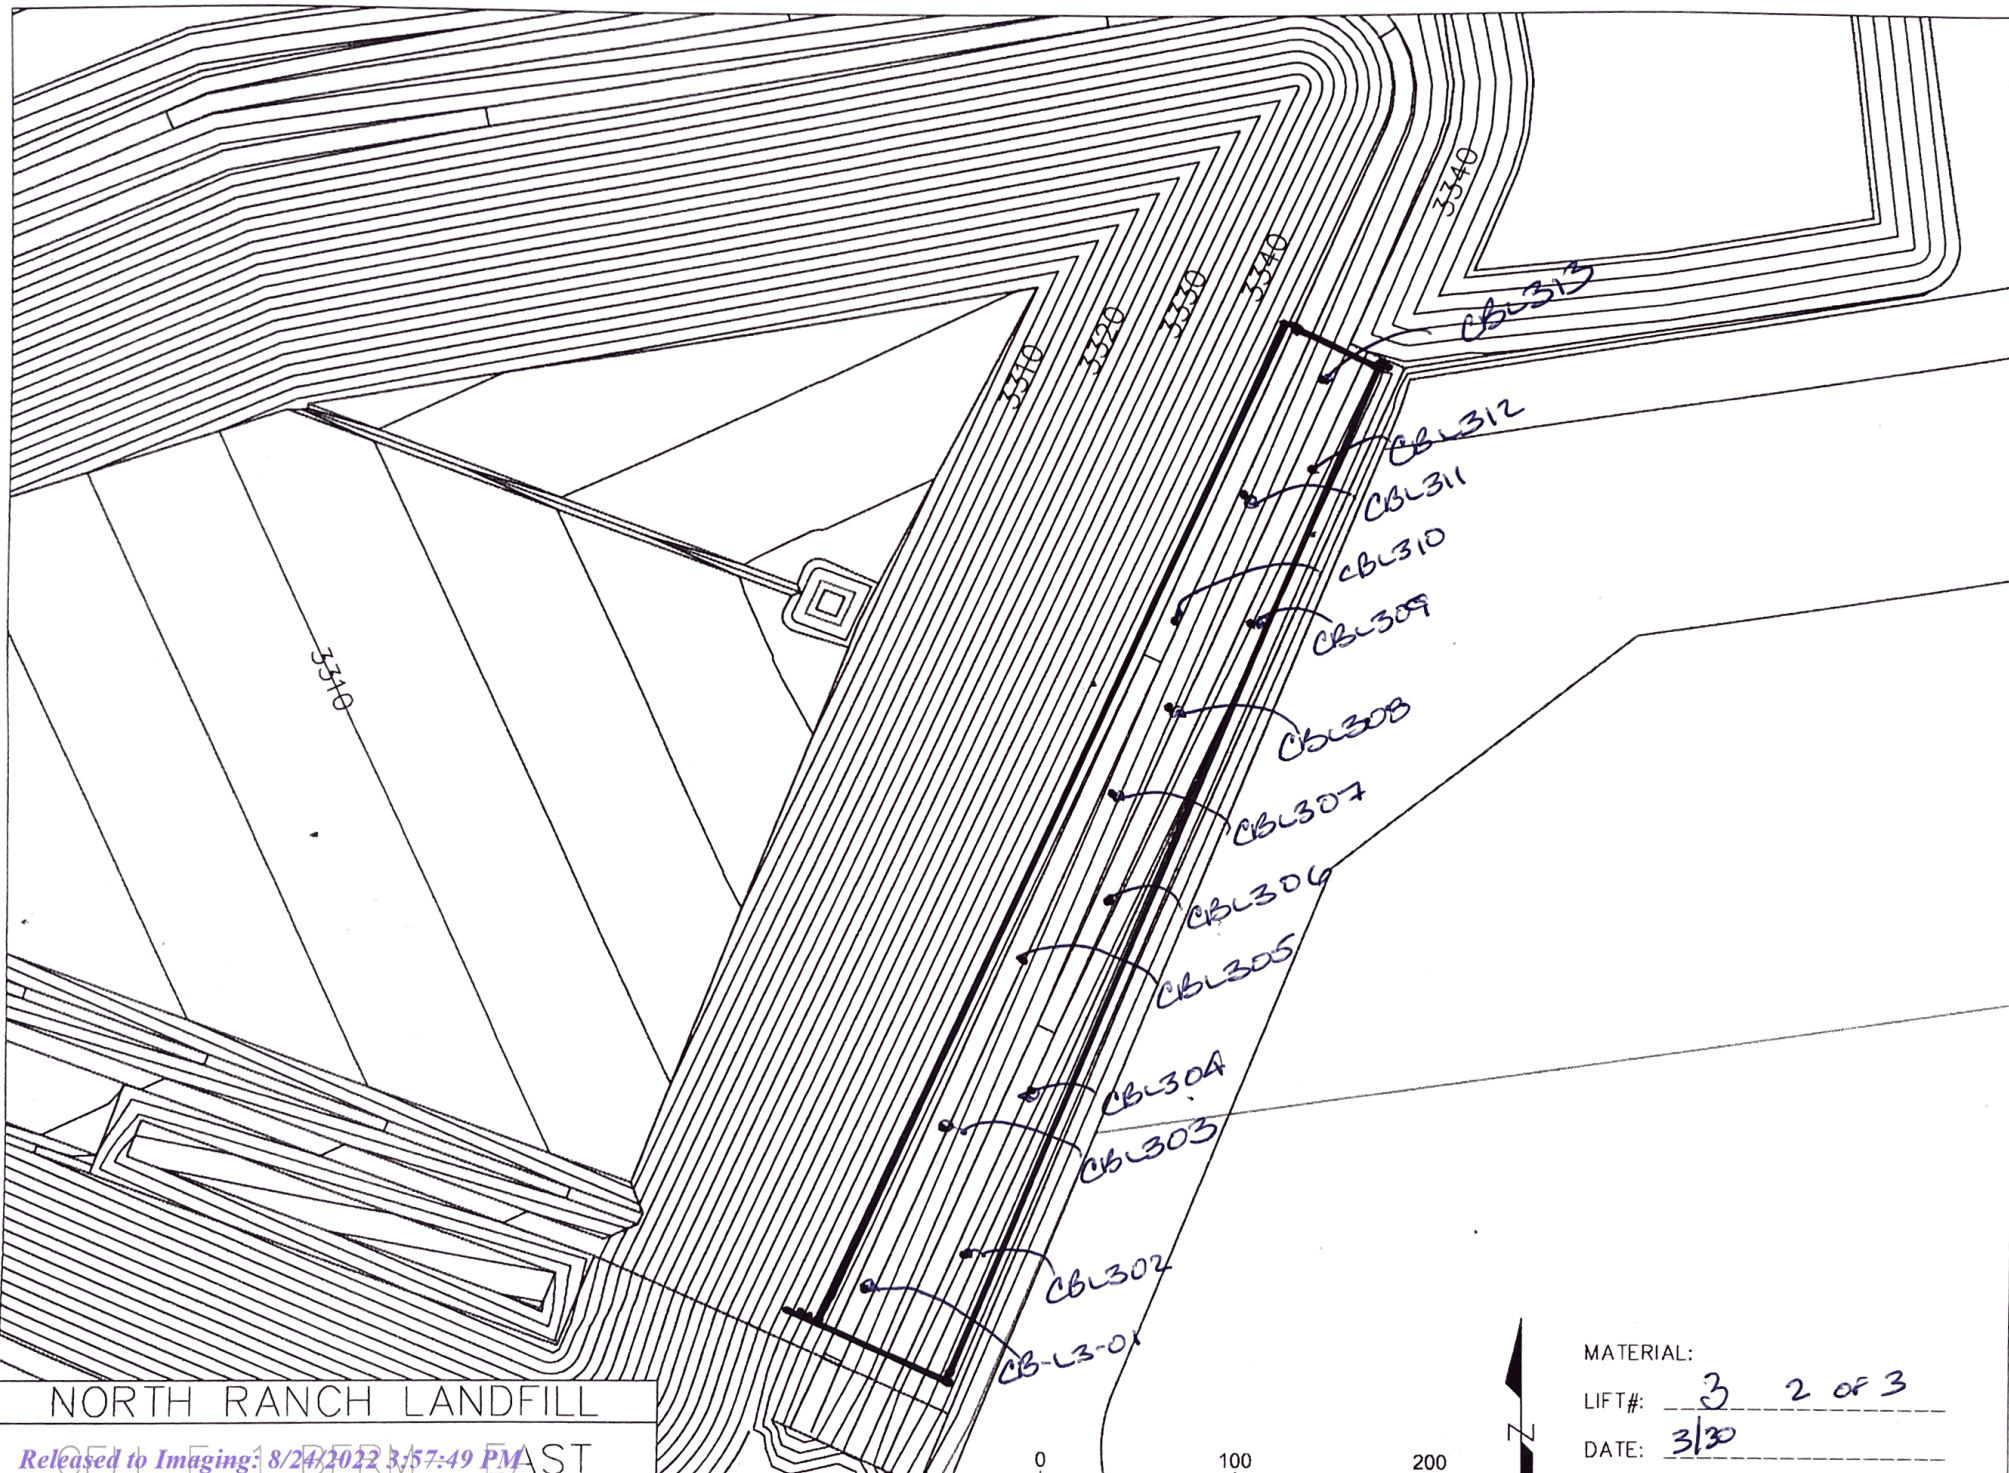 3340
3340
3330
3320
3310
3310
CBL313
CBL312
CBL311
CBL310
CBL309
CBL308
CBL307
CBL306
CBL305
CBL304
CBL303
CBL302
CB-L3-01
MATERIAL:
LIFT#: 3 2 OF 3
DATE: 3/30
N
0 100 200
NORTH RANCH LANDFILL
EAST
Released to Imaging: 8/24/2022 3:57:49 PM